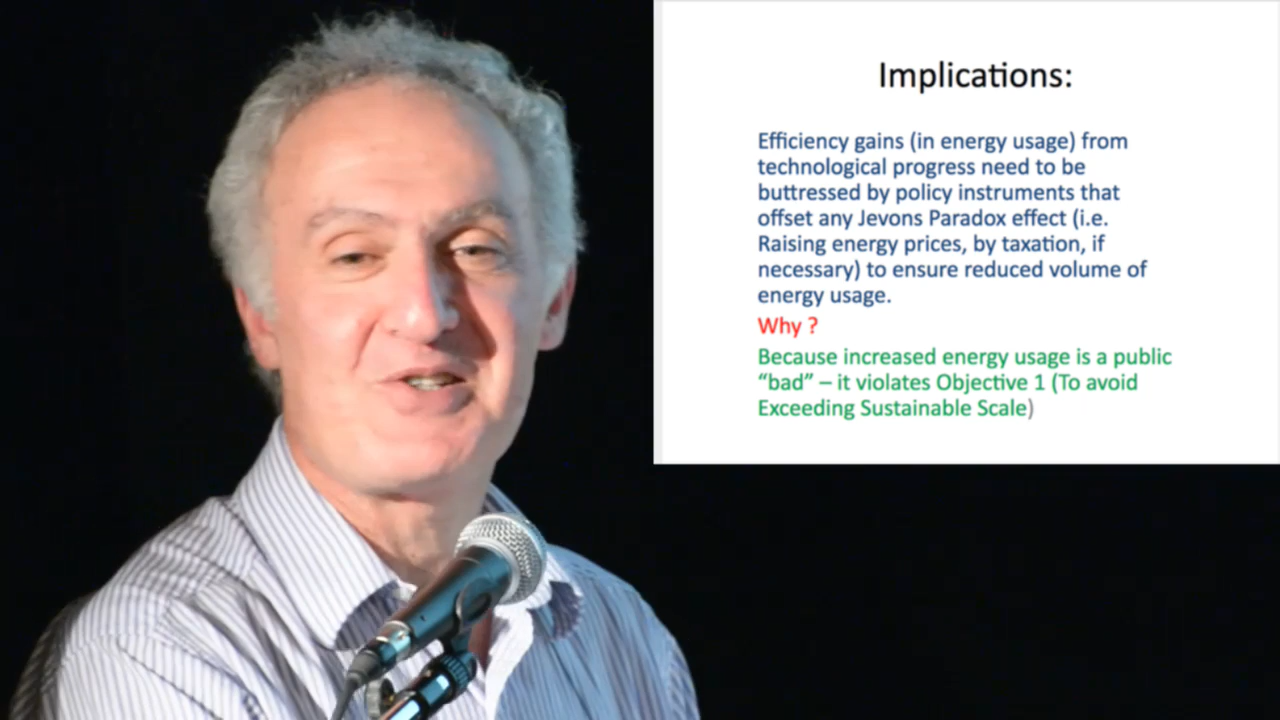 Implications:
Efficiency gains (in energy usage) from
technological progress need to be
buttressed by policy instruments that
offset any Jevons Paradox effect (i.e.
Raising energy prices, by taxation, if
necessary) to ensure reduced volume of
energy usage.
Why ?
Because increased energy usage is a public
“bad” – it violates Objective 1 (To avoid
Exceeding Sustainable Scale)